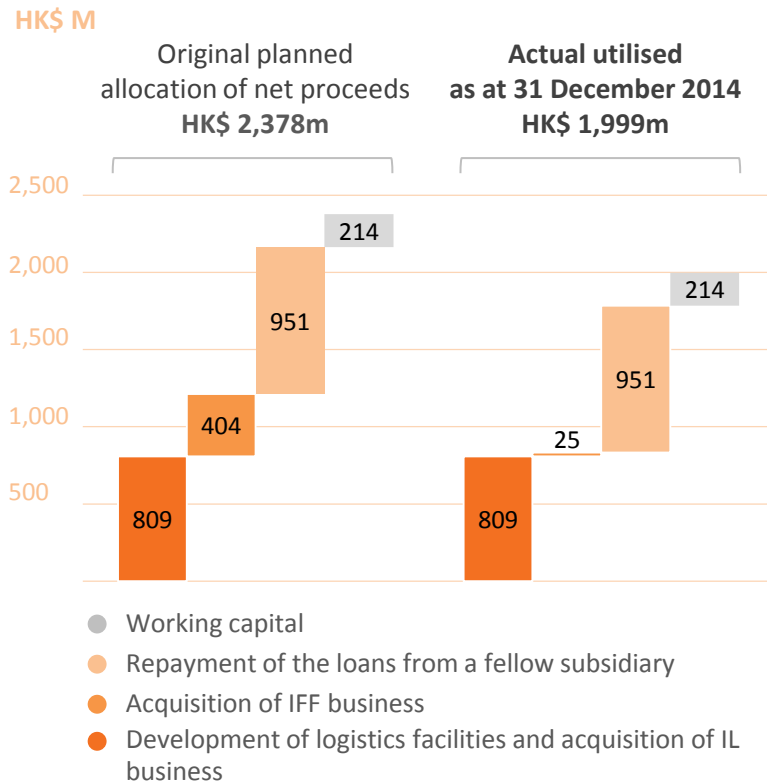 HK$ M
Original planned
allocation of net proceeds
HK$ 2,378m
Actual utilised
as at 31 December 2014
HK$ 1,999m
2,500
2,000
1,500
1,000
500
809
404
951
214
809
25
951
214
Working capital
Repayment of the loans from a fellow subsidiary
Acquisition of IFF business
Development of logistics facilities and acquisition of IL
business